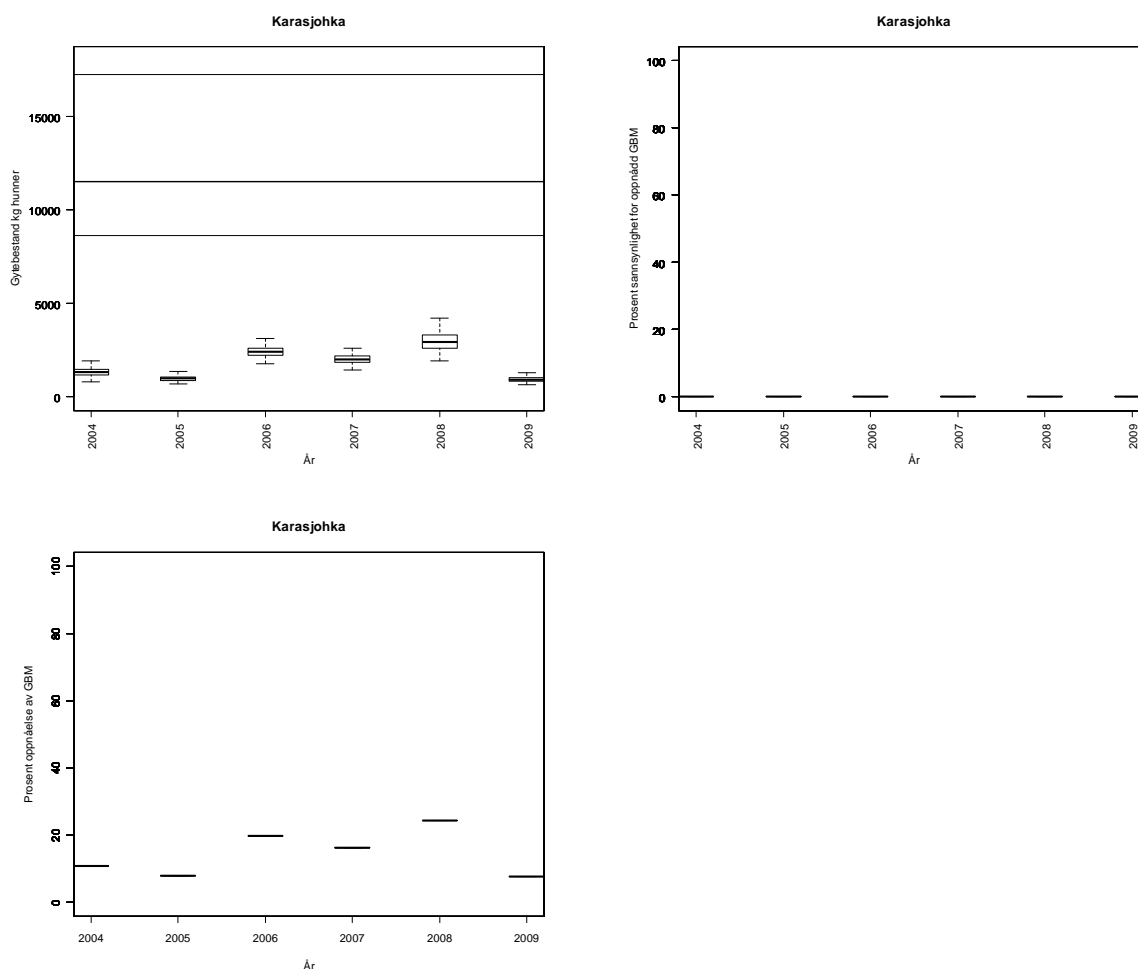 Karasjohka
Gytebestand kg hunner
15000
10000
5000
0
2004
2005
2006
2007
2008
2009
År
Karasjohka
Prosent sannsynlighet for oppnådd GBM
100
80
60
40
20
0
2004
2005
2006
2007
2008
2009
År
Karasjohka
Prosent oppnåelse av GBM
100
80
60
40
20
0
2004 2005 2006 2007 2008 2009
År